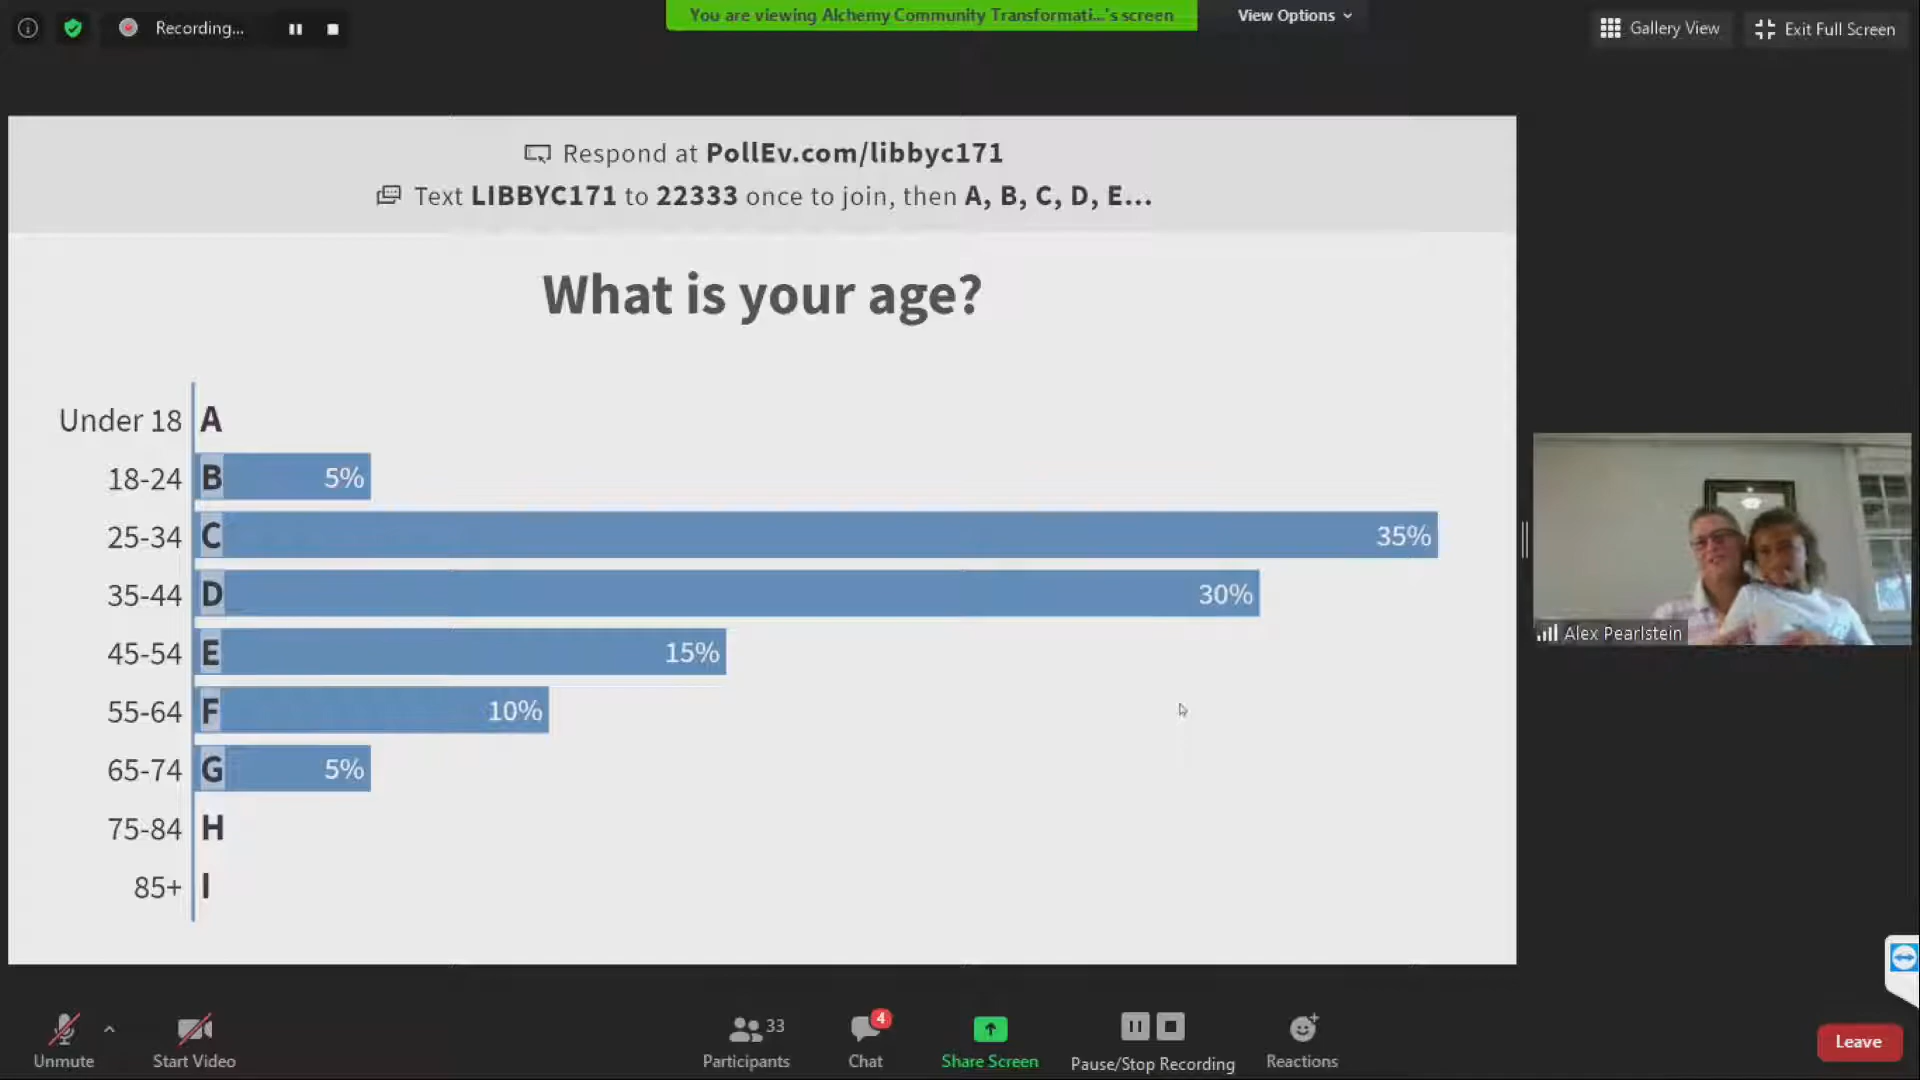 Recording...
You are viewing Alchemy Community Transformati...'s screen
View Options
Gallery View
Exit Full Screen
Respond at PollEv.com/libbyc171
Text LIBBYC171 to 22333 once to join, then A, B, C, D, E...
What is your age?
Under 18 A
18-24 B 5%
25-34 C 35%
35-44 D 30%
45-54 E 15%
55-64 F 10%
65-74 G 5%
75-84 H
85+ I
Alex Pearlstein
Unmute
Start Video
33
Participants
4
Chat
Share Screen
Pause/Stop Recording
Reactions
Leave